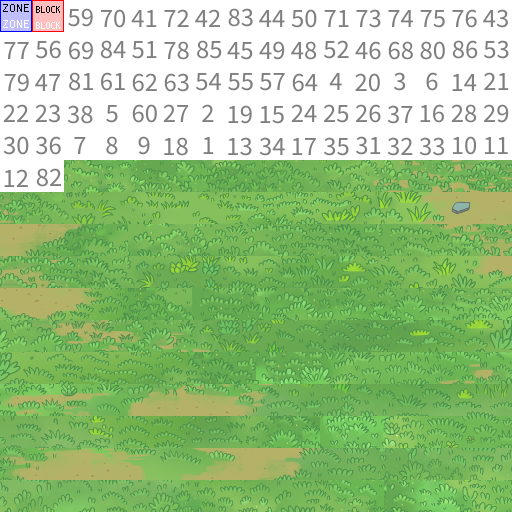 ZONE BLOCK 59 70 41 72 42 83 44 50 71 73 74 75 76 43
ZONE BLOCK
77 56 69 84 51 78 85 45 49 48 52 46 68 80 86 53
79 47 81 61 62 63 54 55 57 64 4 20 3 6 14 21
22 23 38 5 60 27 2 19 15 24 25 26 37 16 28 29
30 36 7 8 9 18 1 13 34 17 35 31 32 33 10 11
12 82